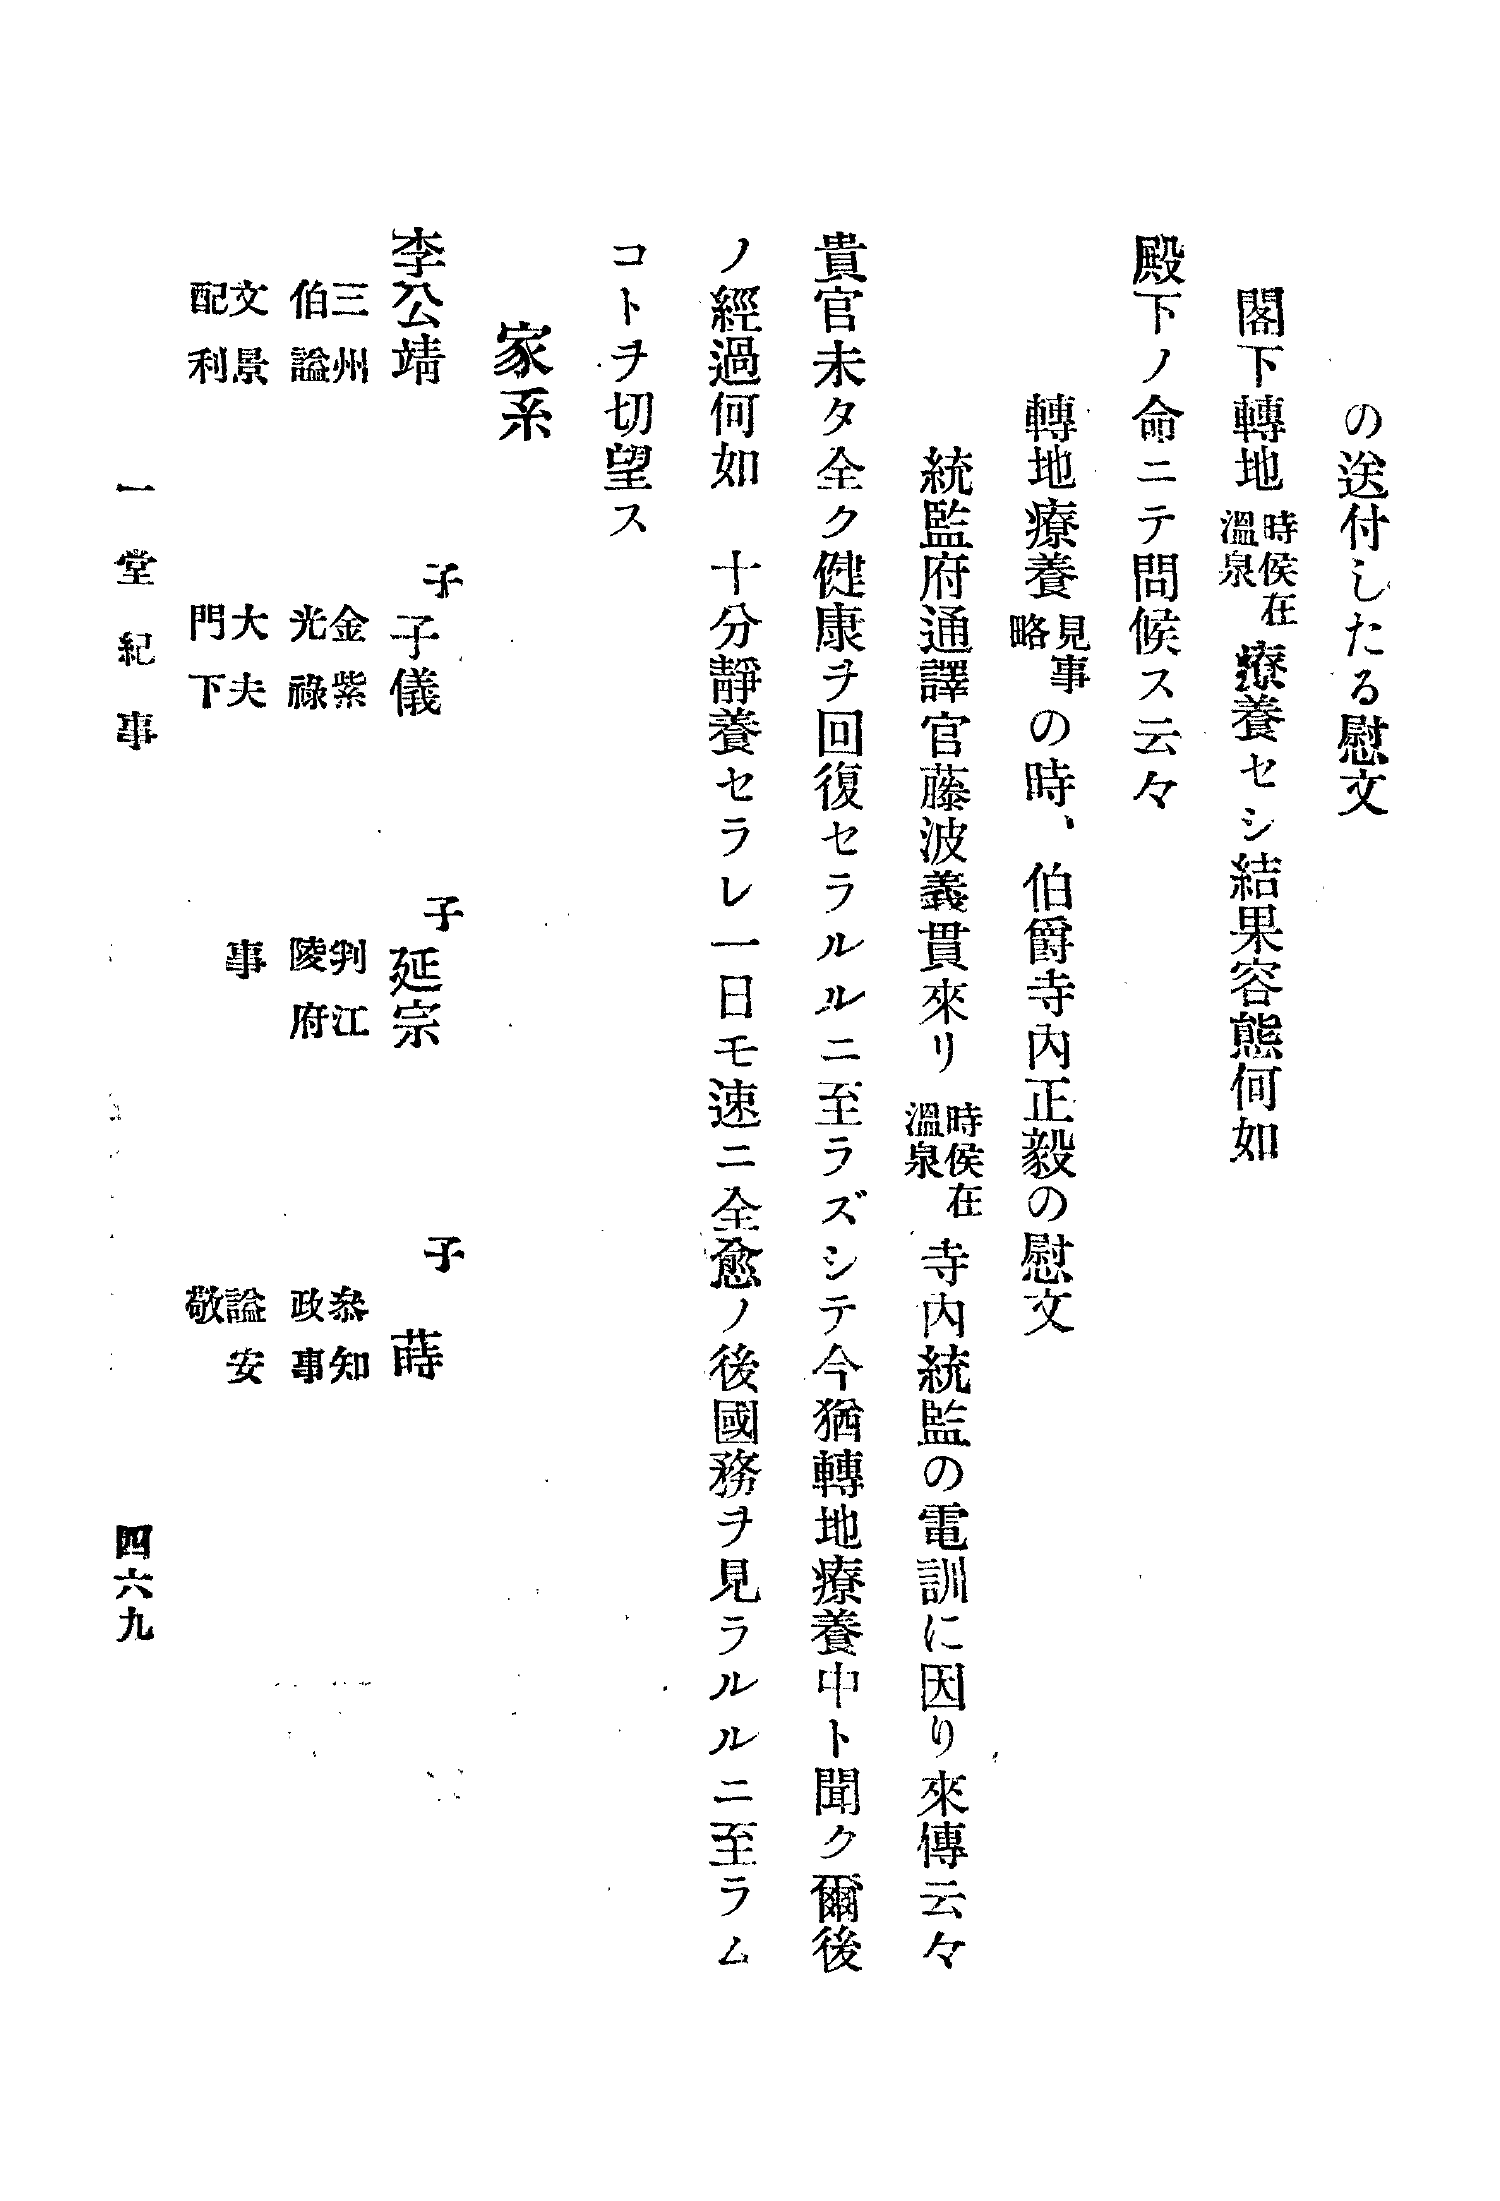 の送付したる慰文
閣下轉地時侯在溫泉療養セシ結果容態何如
殿下ノ命ニテ問候ス云々
轉地療養見事略の時、伯爵寺內正毅の慰文
統監府通譯官藤波義貫來リ時侯在溫泉寺內統監の電訓に因り來傳云々
貴官未タ全ク健康ヲ回復セラルルニ至ラズシテ今猶轉地療養中ト聞ク爾後
ノ經過何如　十分靜養セラレ一日モ速ニ全愈ノ後國務ヲ見ラルルニ至ラム
コトヲ切望ス
家系
李公靖　子子儀　子延宗　子蒔
三州　金紫　判江　叅知
伯謚　光祿　陵府　政事
文景　大夫　事　謚安
配利　門下　敬
一堂紀事　四六九